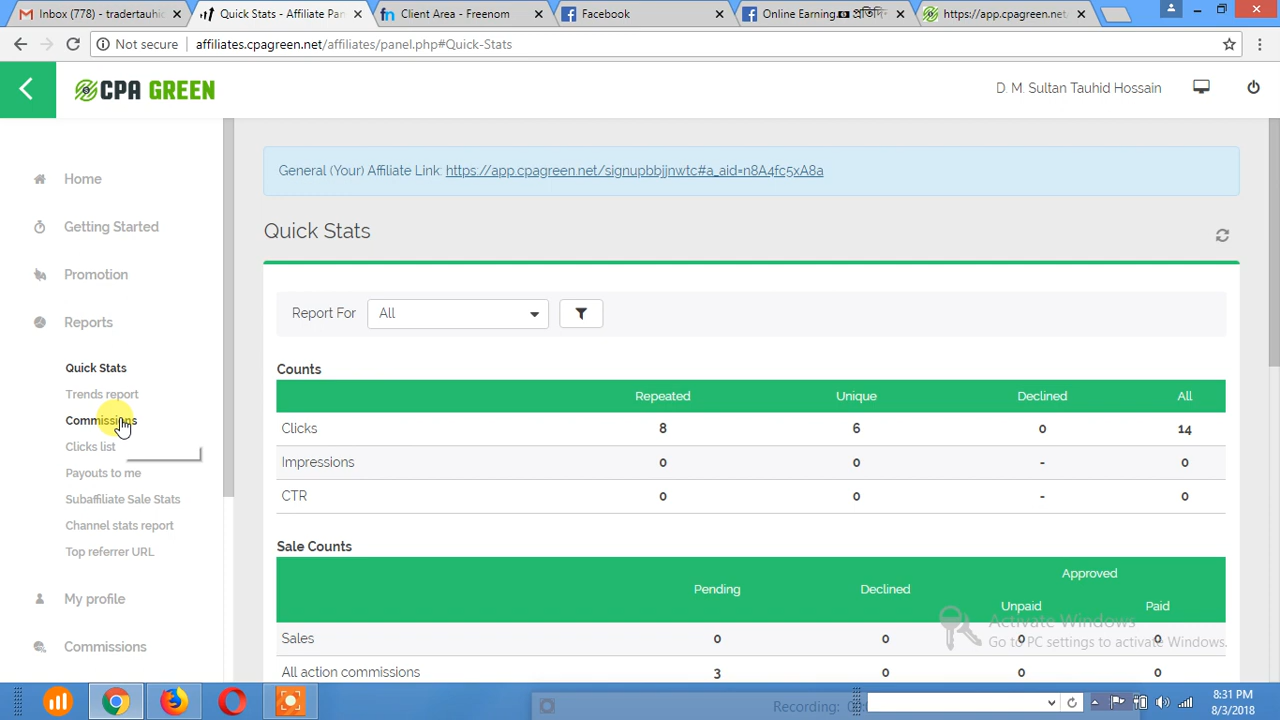 Inbox (778) - tradertauhic
Quick Stats - Affiliate Pan
Client Area - Freenom
Facebook
Online Earning
https://app.cpagreen.net
Not secure affiliates.cpagreen.net/affiliates/panel.php#Quick-Stats
CPA GREEN
D. M. Sultan Tauhid Hossain
Home
Getting Started
Promotion
Reports
Quick Stats
Trends report
Commissions
Clicks list
Payouts to me
Subaffiliate Sale Stats
Channel stats report
Top referrer URL
My profile
Commissions
General (Your) Affiliate Link: https://app.cpagreen.net/signupbbjjnwtc#a_aid=n8A4fc5xA8a
Quick Stats
Report For All
Counts
Repeated Unique Declined All
Clicks 8 6 0 14
Impressions 0 0 - 0
CTR 0 0 - 0
Sale Counts
Pending Declined Approved
Unpaid Paid
Sales 0 0 0 0
All action commissions 3 0 0 0
Activate Windows
Go to PC settings to activate Windows.
Recording:
8:31 PM
8/3/2018